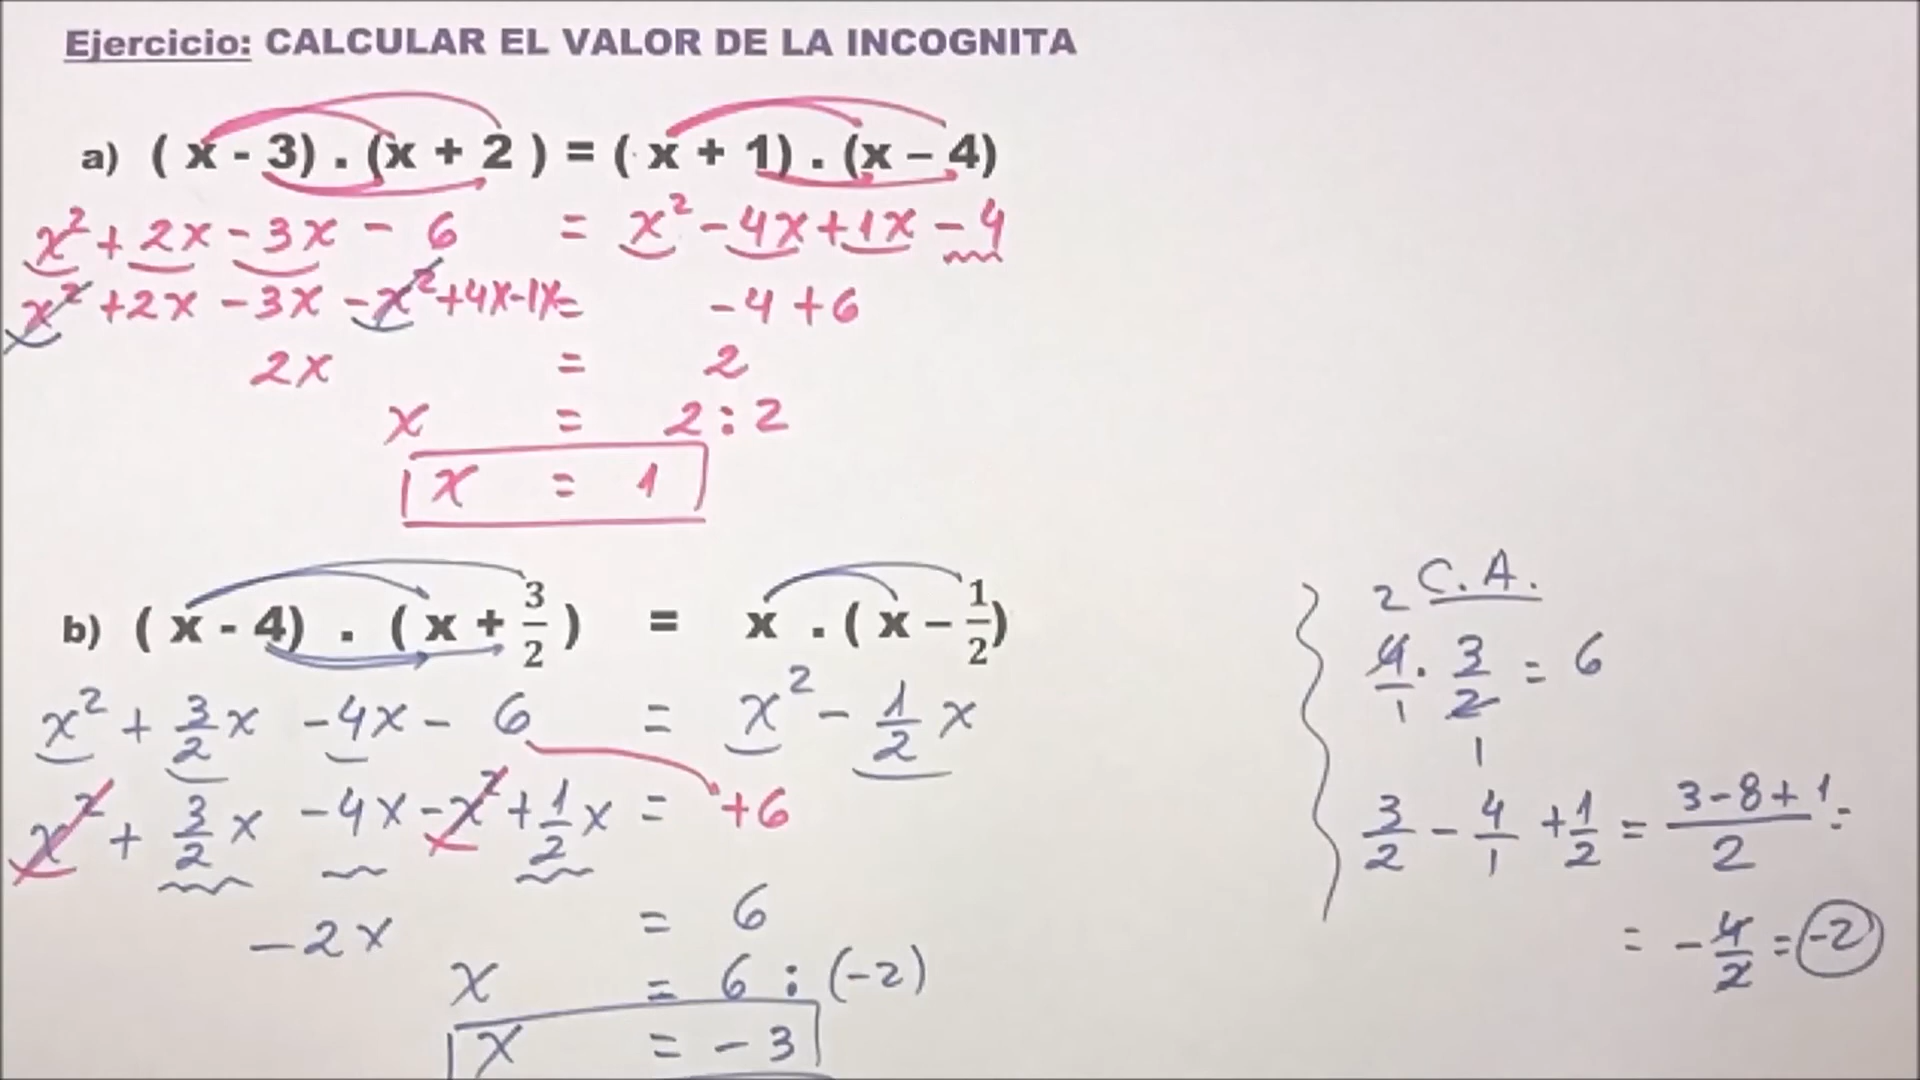 Ejercicio: CALCULAR EL VALOR DE LA INCOGNITA
a) ( x - 3) . (x + 2 ) = ( x + 1) . (x – 4)
x² + 2x - 3x - 6 = x² - 4x + 1x - 4
x² + 2x - 3x - x² + 4x - 1x = - 4 + 6
2x = 2
x = 2 : 2
x = 1
b) ( x - 4) . ( x + 3/2 ) = x . ( x – 1/2)
x² + 3/2 x - 4x - 6 = x² - 1/2 x
x² + 3/2 x - 4x - x² + 1/2 x = +6
- 2x = 6
x = 6 : (-2)
x = - 3
C.A.
2
4/1 . 3/2 = 6
1
3/2 - 4/1 + 1/2 = 3 - 8 + 1/2 =
= - 4/2 = -2